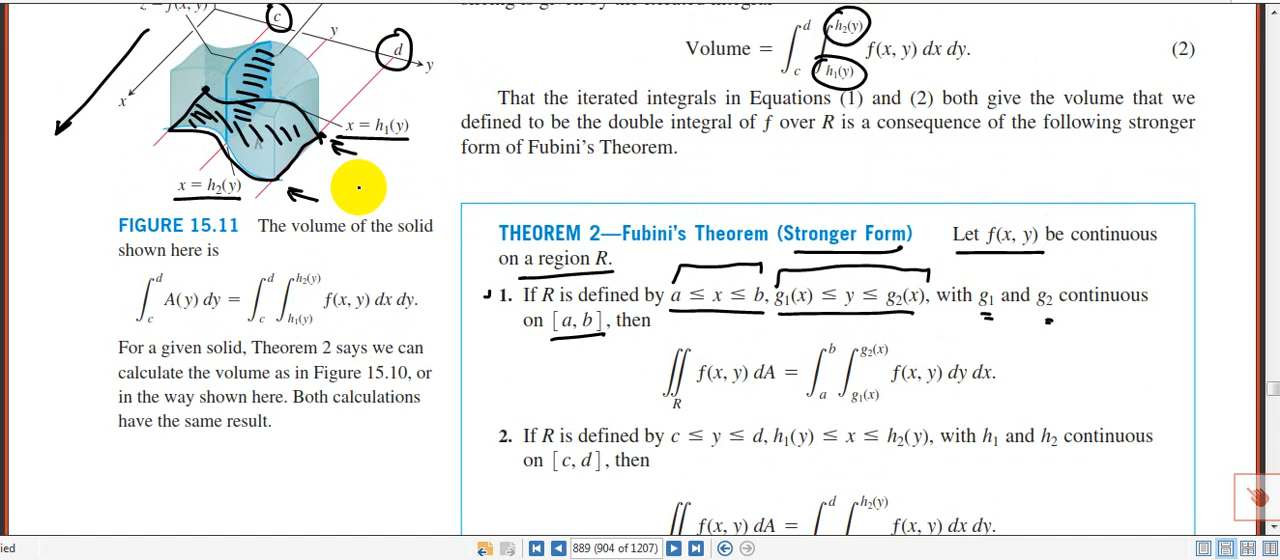 z = f(x, y)
c
y
d
y
x
x = h₁(y)
R
x = h₂(y)
FIGURE 15.11 The volume of the solid
shown here is
∫_c^d A(y) dy = ∫_c^d ∫_{h₁(y)}^{h₂(y)} f(x, y) dx dy.
For a given solid, Theorem 2 says we can
calculate the volume as in Figure 15.10, or
in the way shown here. Both calculations
have the same result.
Volume = ∫_c^d ∫_{h₁(y)}^{h₂(y)} f(x, y) dx dy. (2)
That the iterated integrals in Equations (1) and (2) both give the volume that we
defined to be the double integral of f over R is a consequence of the following stronger
form of Fubini's Theorem.
THEOREM 2—Fubini's Theorem (Stronger Form) Let f(x, y) be continuous
on a region R.
1. If R is defined by a ≤ x ≤ b, g₁(x) ≤ y ≤ g₂(x), with g₁ and g₂ continuous
on [a, b], then
∬_R f(x, y) dA = ∫_a^b ∫_{g₁(x)}^{g₂(x)} f(x, y) dy dx.
2. If R is defined by c ≤ y ≤ d, h₁(y) ≤ x ≤ h₂(y), with h₁ and h₂ continuous
on [c, d], then
∬ f(x, y) dA = ∫^d ∫^{h₂(y)} f(x, y) dx dy.
ied
889 (904 of 1207)